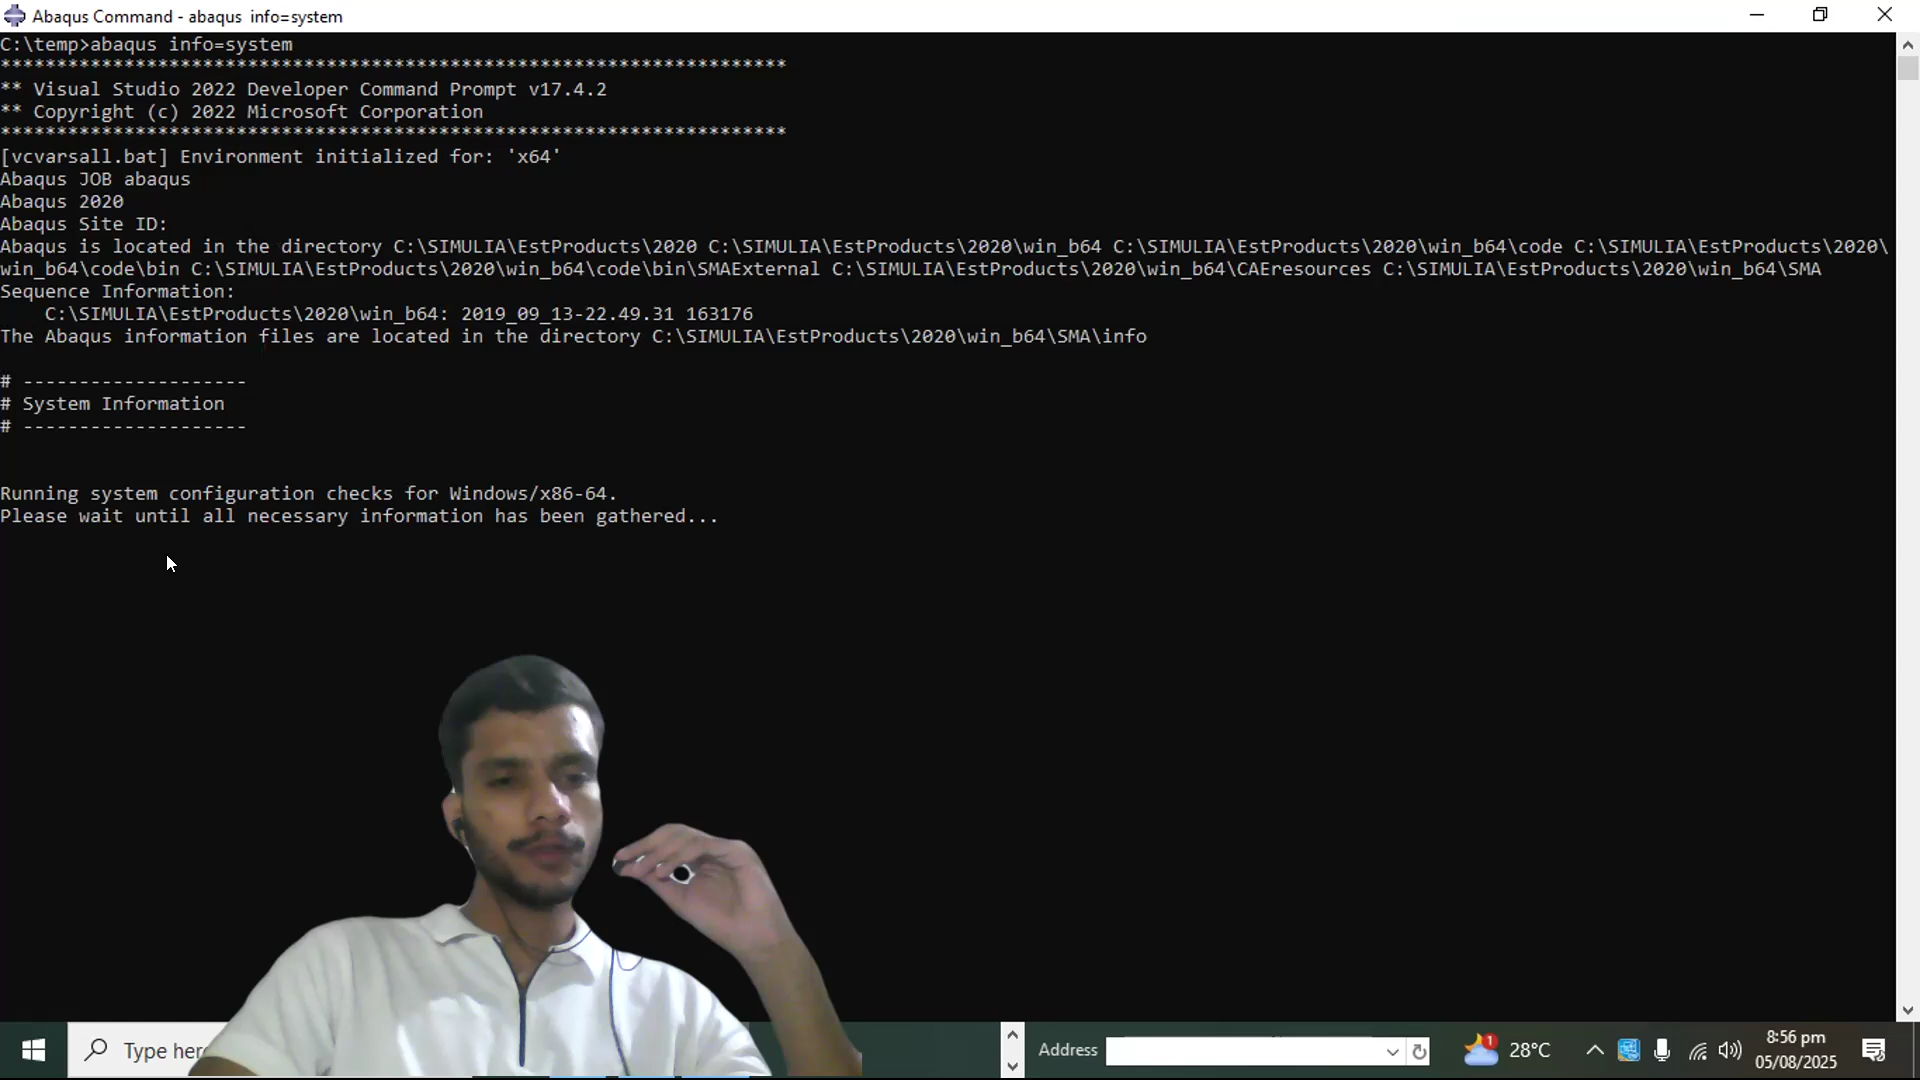 Abaqus Command - abaqus  info=system
C:\temp>abaqus info=system
**********************************************************************
** Visual Studio 2022 Developer Command Prompt v17.4.2
** Copyright (c) 2022 Microsoft Corporation
**********************************************************************
[vcvarsall.bat] Environment initialized for: 'x64'
Abaqus JOB abaqus
Abaqus 2020
Abaqus Site ID:
Abaqus is located in the directory C:\SIMULIA\EstProducts\2020 C:\SIMULIA\EstProducts\2020\win_b64 C:\SIMULIA\EstProducts\2020\win_b64\code C:\SIMULIA\EstProducts\2020\
win_b64\code\bin C:\SIMULIA\EstProducts\2020\win_b64\code\bin\SMAExternal C:\SIMULIA\EstProducts\2020\win_b64\CAEresources C:\SIMULIA\EstProducts\2020\win_b64\SMA
Sequence Information:
    C:\SIMULIA\EstProducts\2020\win_b64: 2019_09_13-22.49.31 163176
The Abaqus information files are located in the directory C:\SIMULIA\EstProducts\2020\win_b64\SMA\info
# --------------------
# System Information
# --------------------
Running system configuration checks for Windows/x86-64.
Please wait until all necessary information has been gathered...
Type here
Address
1
28°C
8:56 pm
05/08/2025